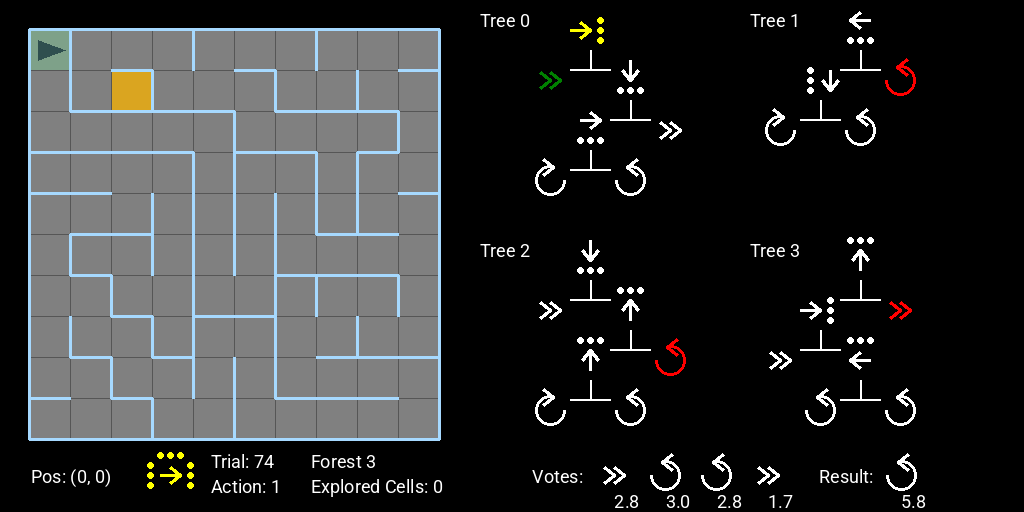 Tree 0
Tree 1
Tree 2
Tree 3
Pos: (0, 0)
Trial: 74
Forest 3
Action: 1
Explored Cells: 0
Votes:
2.8
3.0
2.8
1.7
Result:
5.8